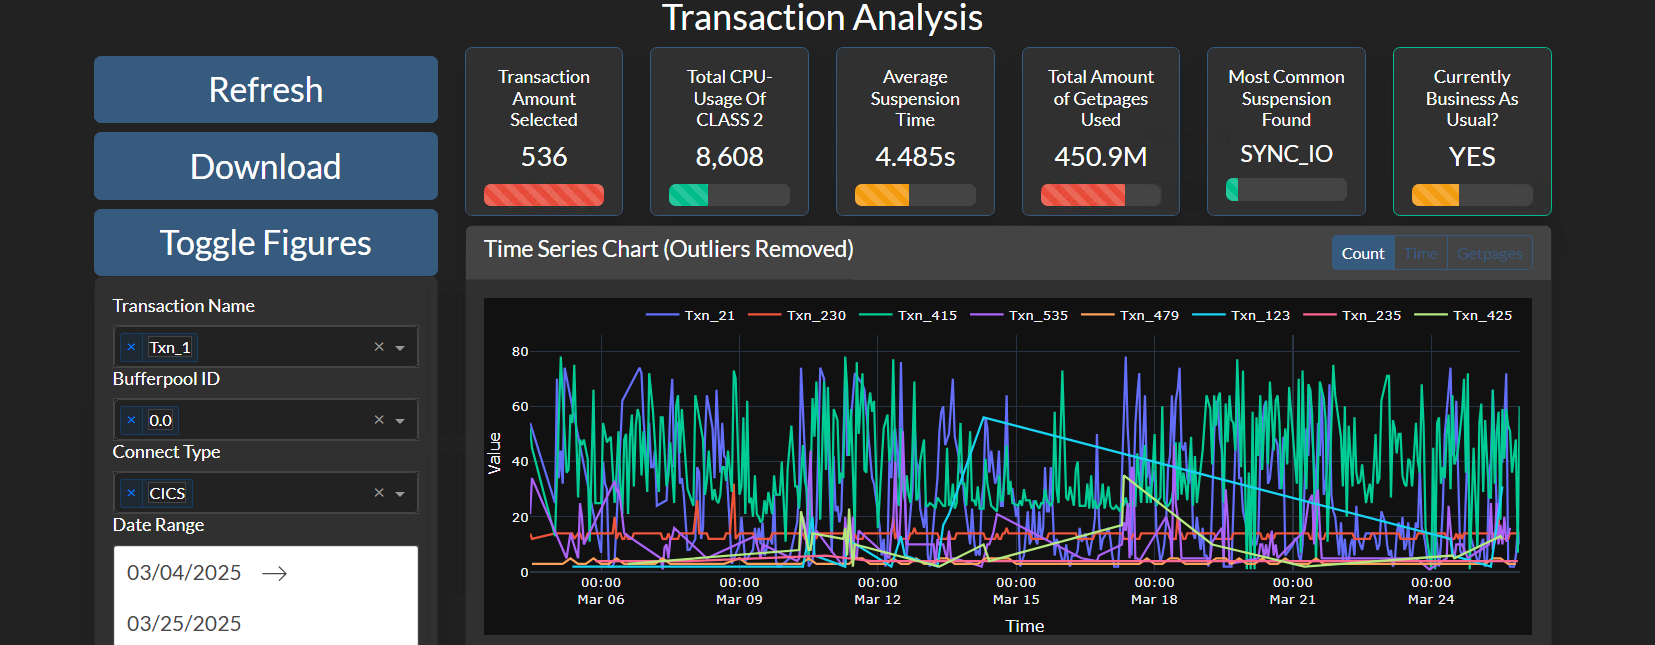 Transaction Analysis
Refresh
Download
Toggle Figures
Transaction Name
× Txn_1 ×
Bufferpool ID
× 0.0 ×
Connect Type
× CICS ×
Date Range
03/04/2025 →
03/25/2025
Transaction
Amount
Selected
536
Total CPU-
Usage Of
CLASS 2
8,608
Average
Suspension
Time
4.485s
Total Amount
of Getpages
Used
450.9M
Most Common
Suspension
Found
SYNC_IO
Currently
Business As
Usual?
YES
Time Series Chart (Outliers Removed)
Count Time Getpages
Txn_21 Txn_230 Txn_415 Txn_535 Txn_479 Txn_123 Txn_235 Txn_425
Value
80
60
40
20
0
00:00 00:00 00:00 00:00 00:00 00:00 00:00
Mar 06 Mar 09 Mar 12 Mar 15 Mar 18 Mar 21 Mar 24
Time